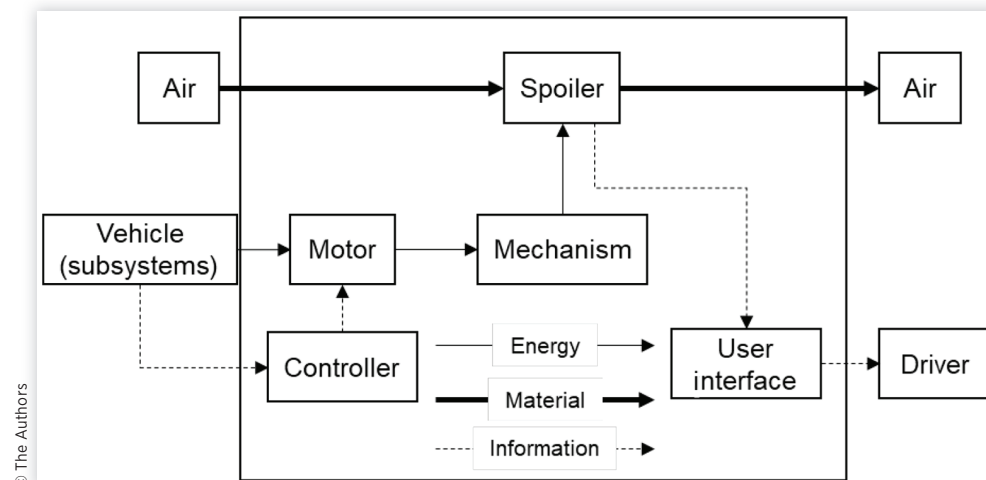 Air
Spoiler
Air
Vehicle
(subsystems)
Motor
Mechanism
Controller
Energy
Material
Information
User
interface
Driver
© The Authors